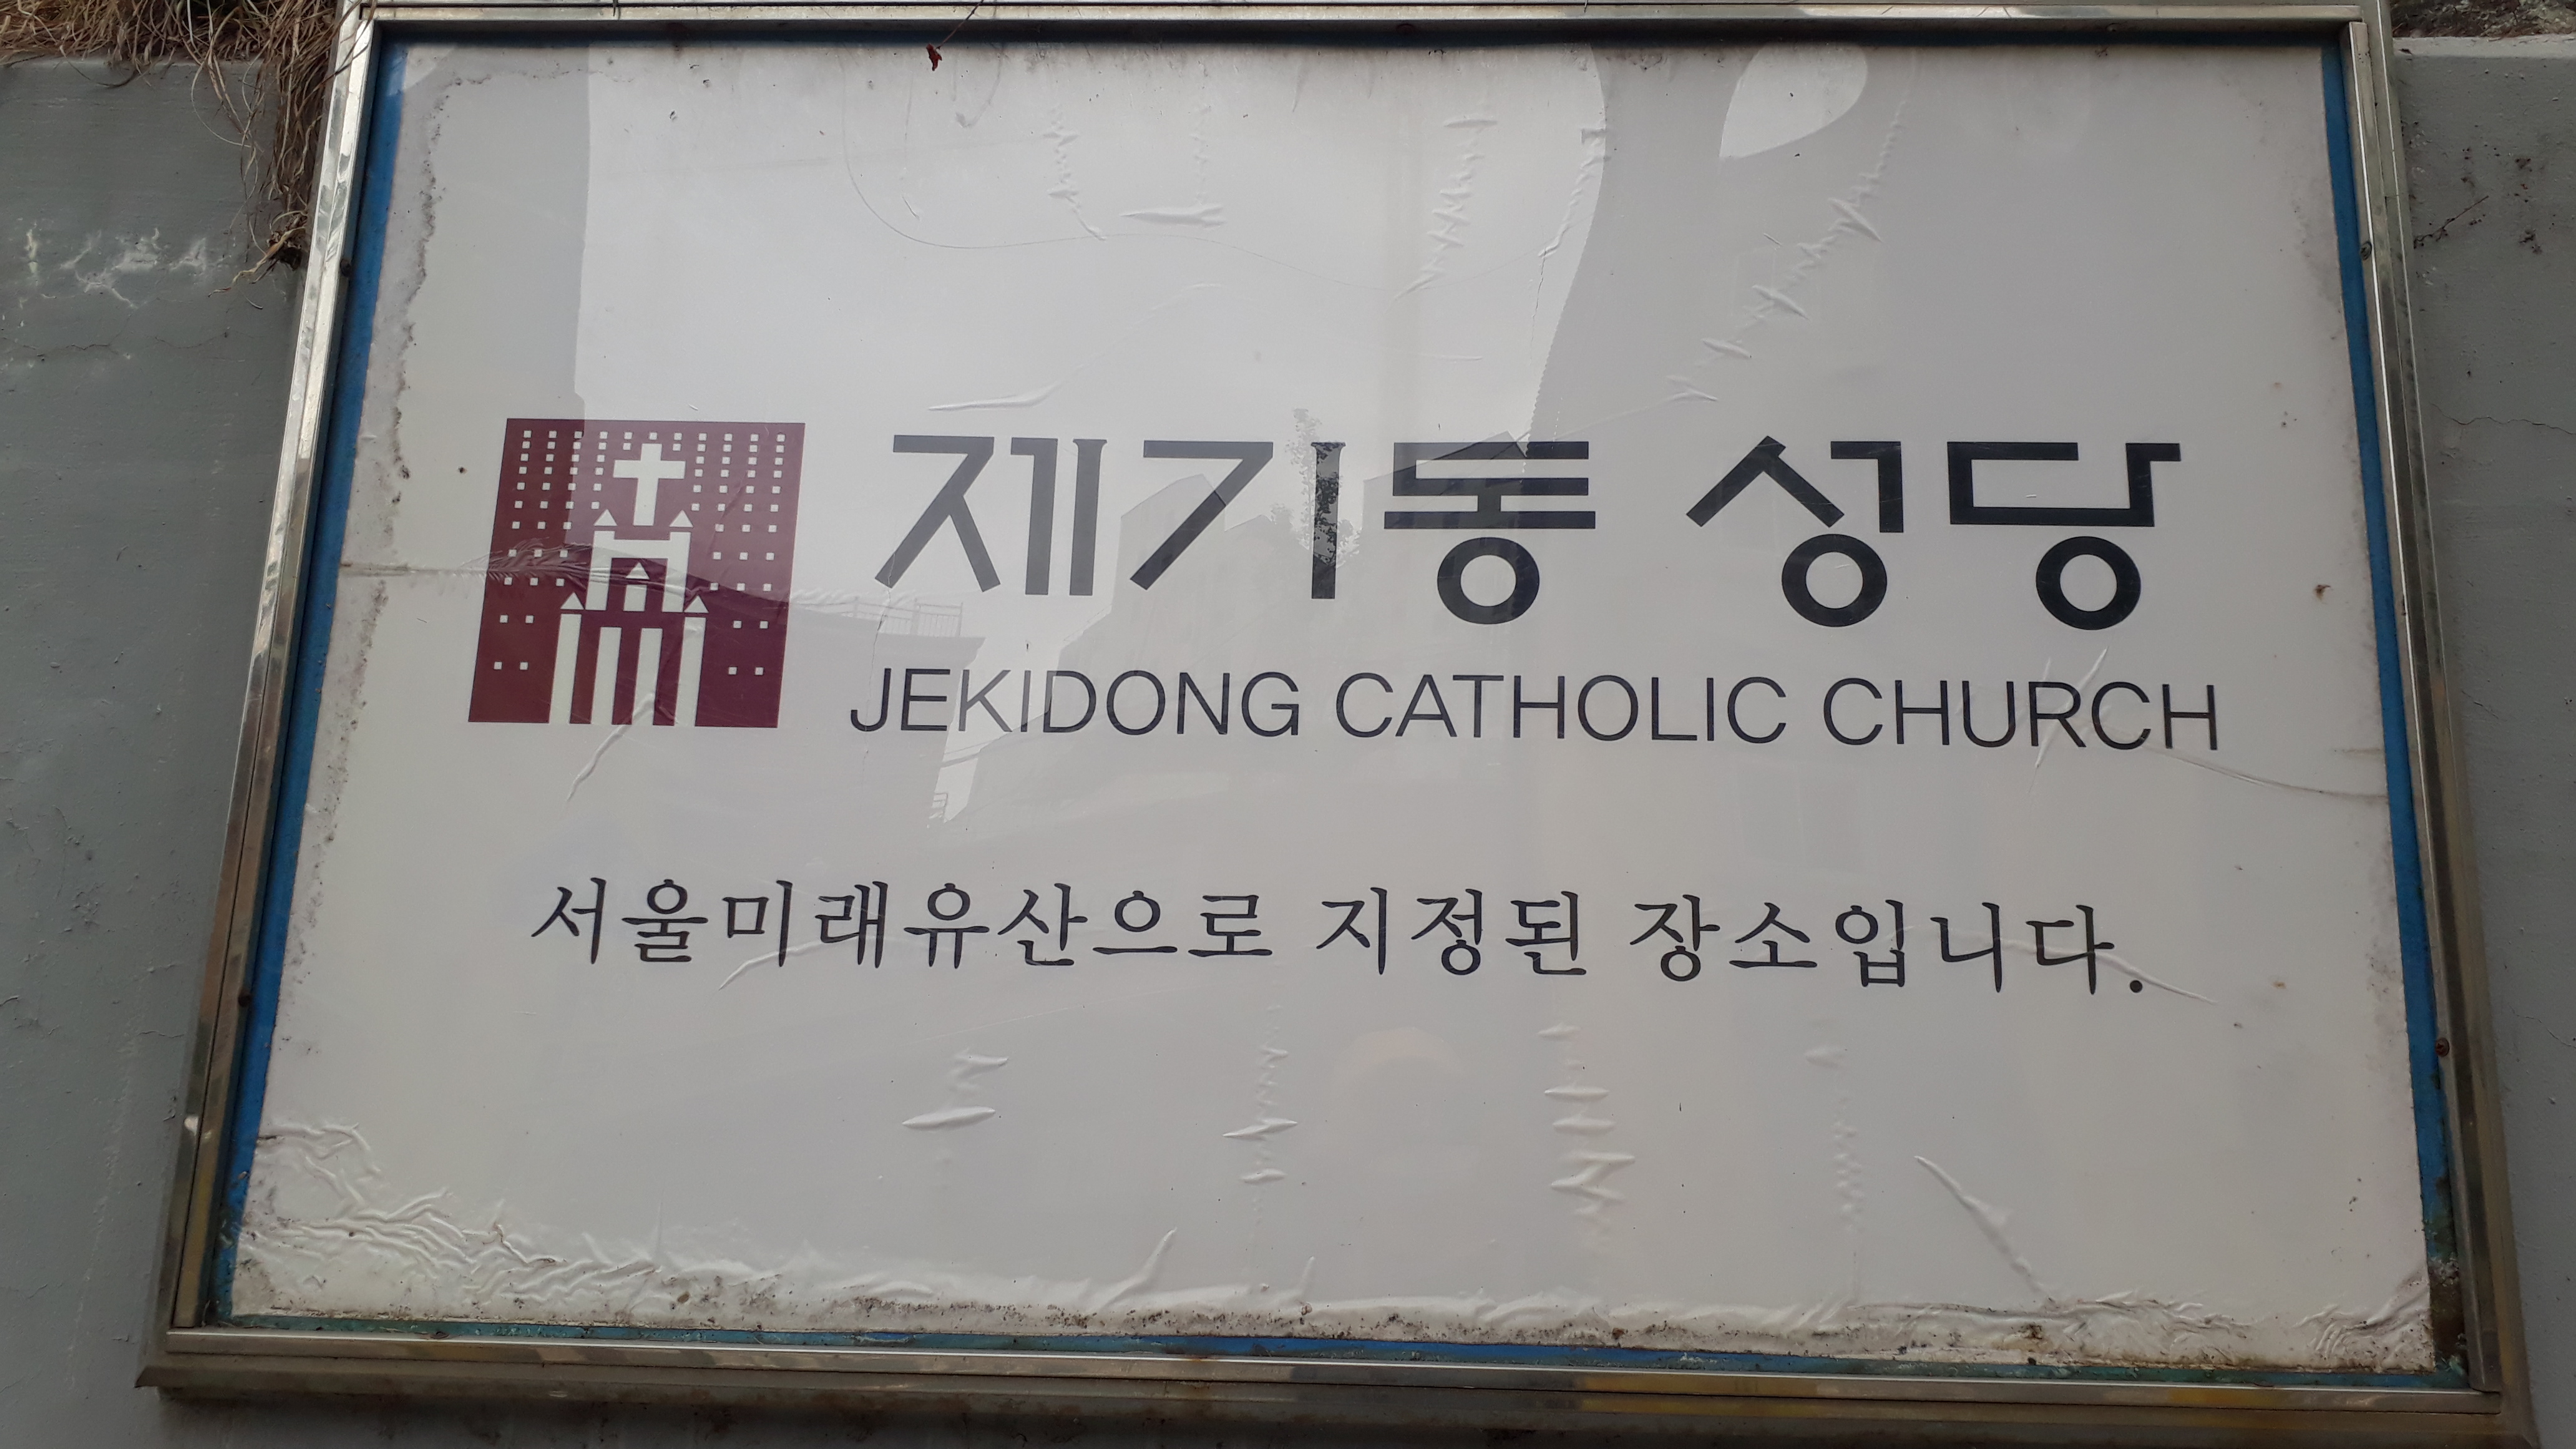 제기동 성당
JEKIDONG CATHOLIC CHURCH
서울미래유산으로 지정된 장소입니다.